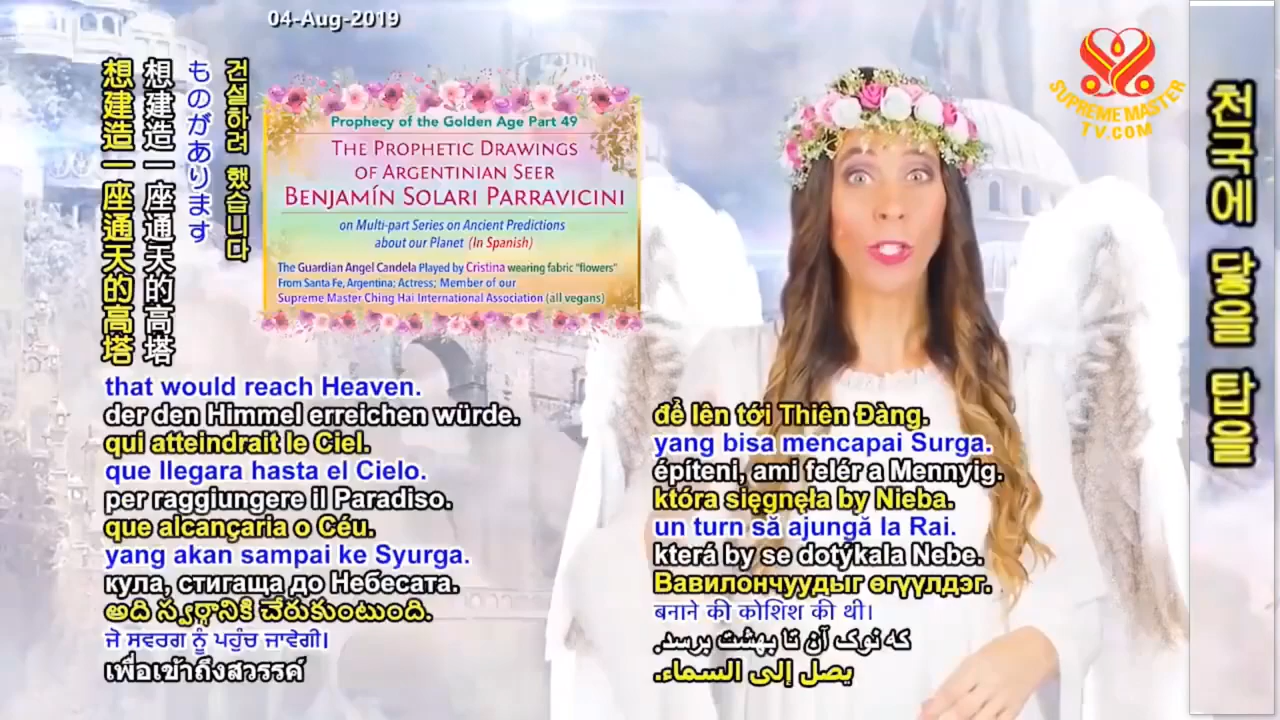 04-Aug-2019
SUPREME MASTER
TV.COM
천국에 닿을 탑을
건설하려 했습니다
ものがあります
想建造一座通天的高塔
想建造一座通天的高塔
Prophecy of the Golden Age Part 49
THE PROPHETIC DRAWINGS
OF ARGENTINIAN SEER
BENJAMÍN SOLARI PARRAVICINI
on Multi-part Series on Ancient Predictions
about our Planet (In Spanish)
The Guardian Angel Candela Played by Cristina wearing fabric "flowers"
From Santa Fe, Argentina; Actress; Member of our
Supreme Master Ching Hai International Association (all vegans)
that would reach Heaven.
der den Himmel erreichen würde.
qui atteindrait le Ciel.
que llegara hasta el Cielo.
per raggiungere il Paradiso.
que alcançaria o Céu.
yang akan sampai ke Syurga.
кула, стигаща до Небесата.
అది స్వర్గానికి చేరుకుంటుంది.
ਜੋ ਸਵਰਗ ਨੂੰ ਪਹੁੰਚ ਜਾਵੇਗੀ।
เพื่อเข้าถึงสวรรค์
để lên tới Thiên Đàng.
yang bisa mencapai Surga.
építeni, ami felér a Mennyig.
która sięgnęła by Nieba.
un turn să ajungă la Rai.
která by se dotýkala Nebe.
Вавилончуудыг өгүүлдэг.
बनाने की कोशिश की थी।
که نوک آن تا بهشت برسد.
يصل إلى السماء.